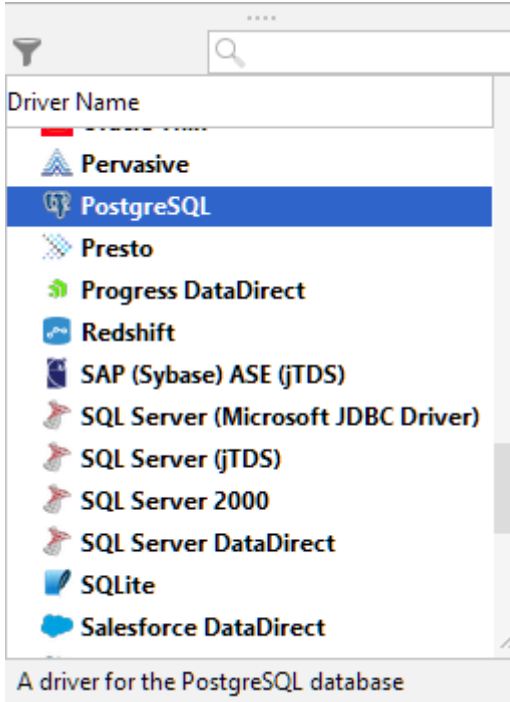 Driver Name
Pervasive
PostgreSQL
Presto
Progress DataDirect
Redshift
SAP (Sybase) ASE (jTDS)
SQL Server (Microsoft JDBC Driver)
SQL Server (jTDS)
SQL Server 2000
SQL Server DataDirect
SQLite
Salesforce DataDirect
A driver for the PostgreSQL database